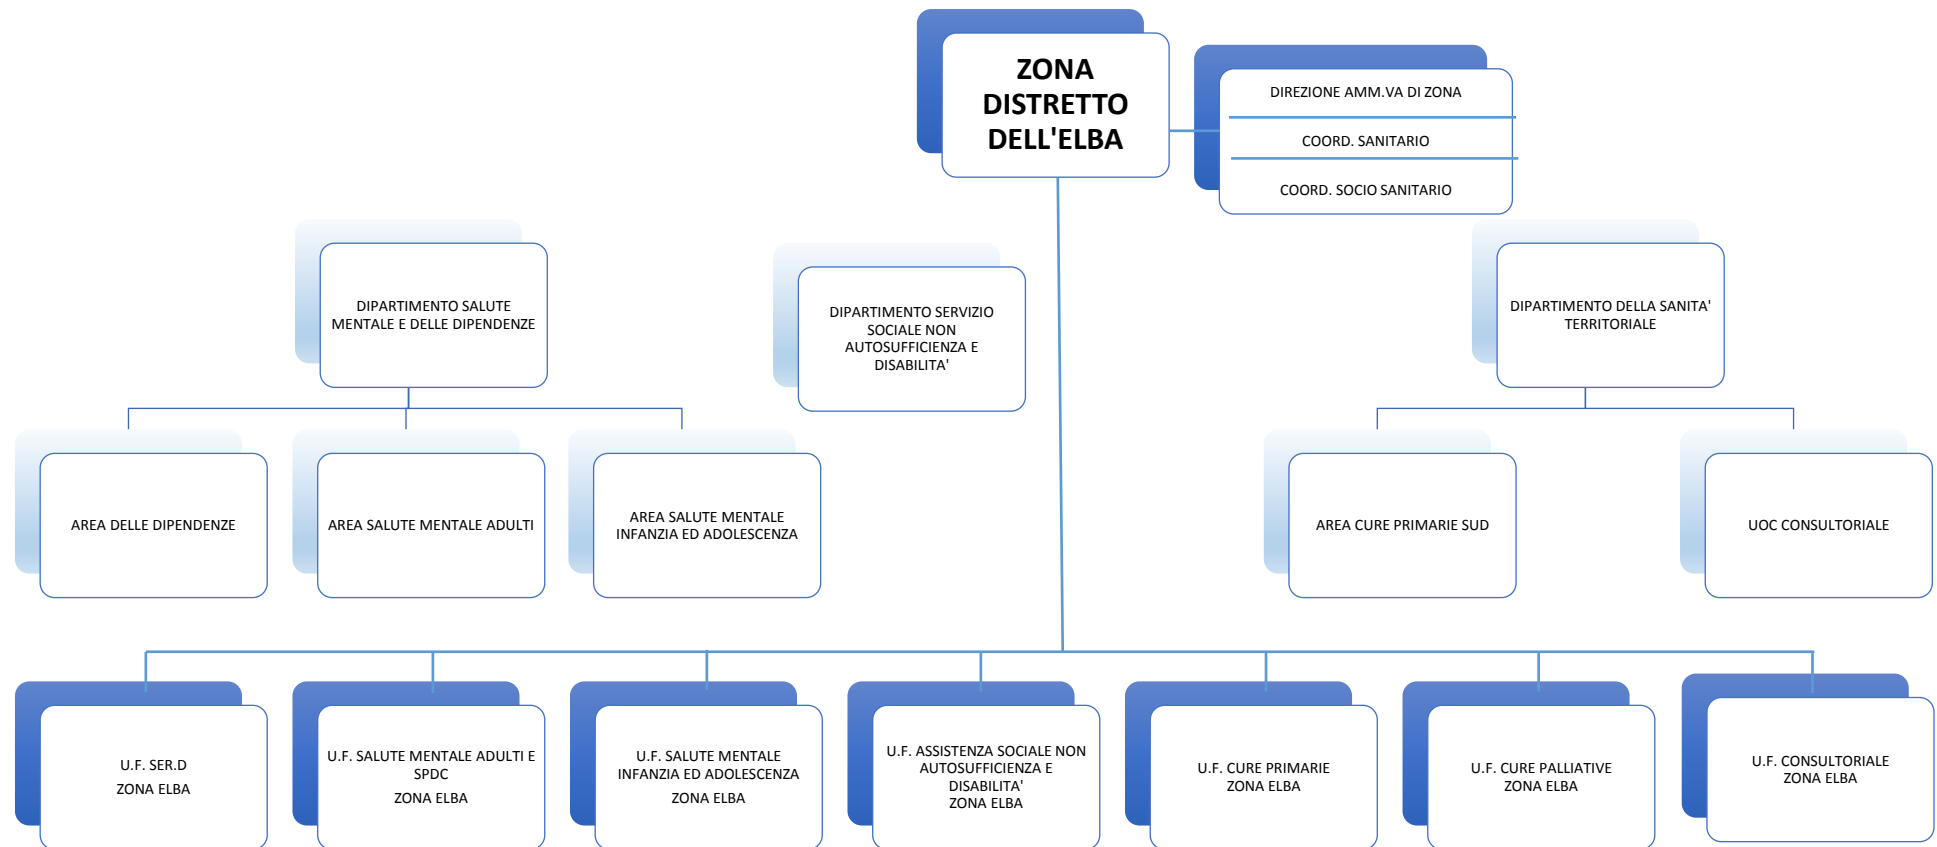 ZONA
DISTRETTO
DELL'ELBA
DIREZIONE AMM.VA DI ZONA
COORD. SANITARIO
COORD. SOCIO SANITARIO
DIPARTIMENTO SALUTE
MENTALE E DELLE DIPENDENZE
DIPARTIMENTO SERVIZIO
SOCIALE NON
AUTOSUFFICIENZA E
DISABILITA'
DIPARTIMENTO DELLA SANITA'
TERRITORIALE
AREA DELLE DIPENDENZE
AREA SALUTE MENTALE ADULTI
AREA SALUTE MENTALE
INFANZIA ED ADOLESCENZA
AREA CURE PRIMARIE SUD
UOC CONSULTORIALE
U.F. SER.D
ZONA ELBA
U.F. SALUTE MENTALE ADULTI E
SPDC
ZONA ELBA
U.F. SALUTE MENTALE
INFANZIA ED ADOLESCENZA
ZONA ELBA
U.F. ASSISTENZA SOCIALE NON
AUTOSUFFICIENZA E
DISABILITA'
ZONA ELBA
U.F. CURE PRIMARIE
ZONA ELBA
U.F. CURE PALLIATIVE
ZONA ELBA
U.F. CONSULTORIALE
ZONA ELBA